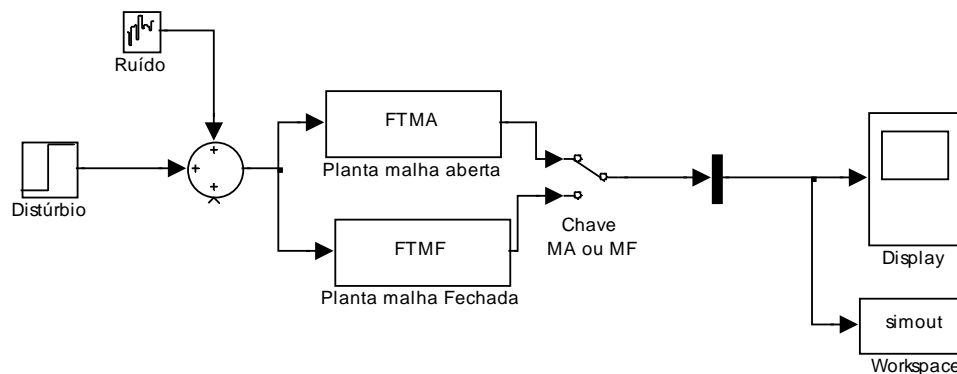 Ruído
Distúrbio
+
+
+
FTMA
Planta malha aberta
FTMF
Planta malha Fechada
Chave
MA ou MF
Display
simout
Workspace